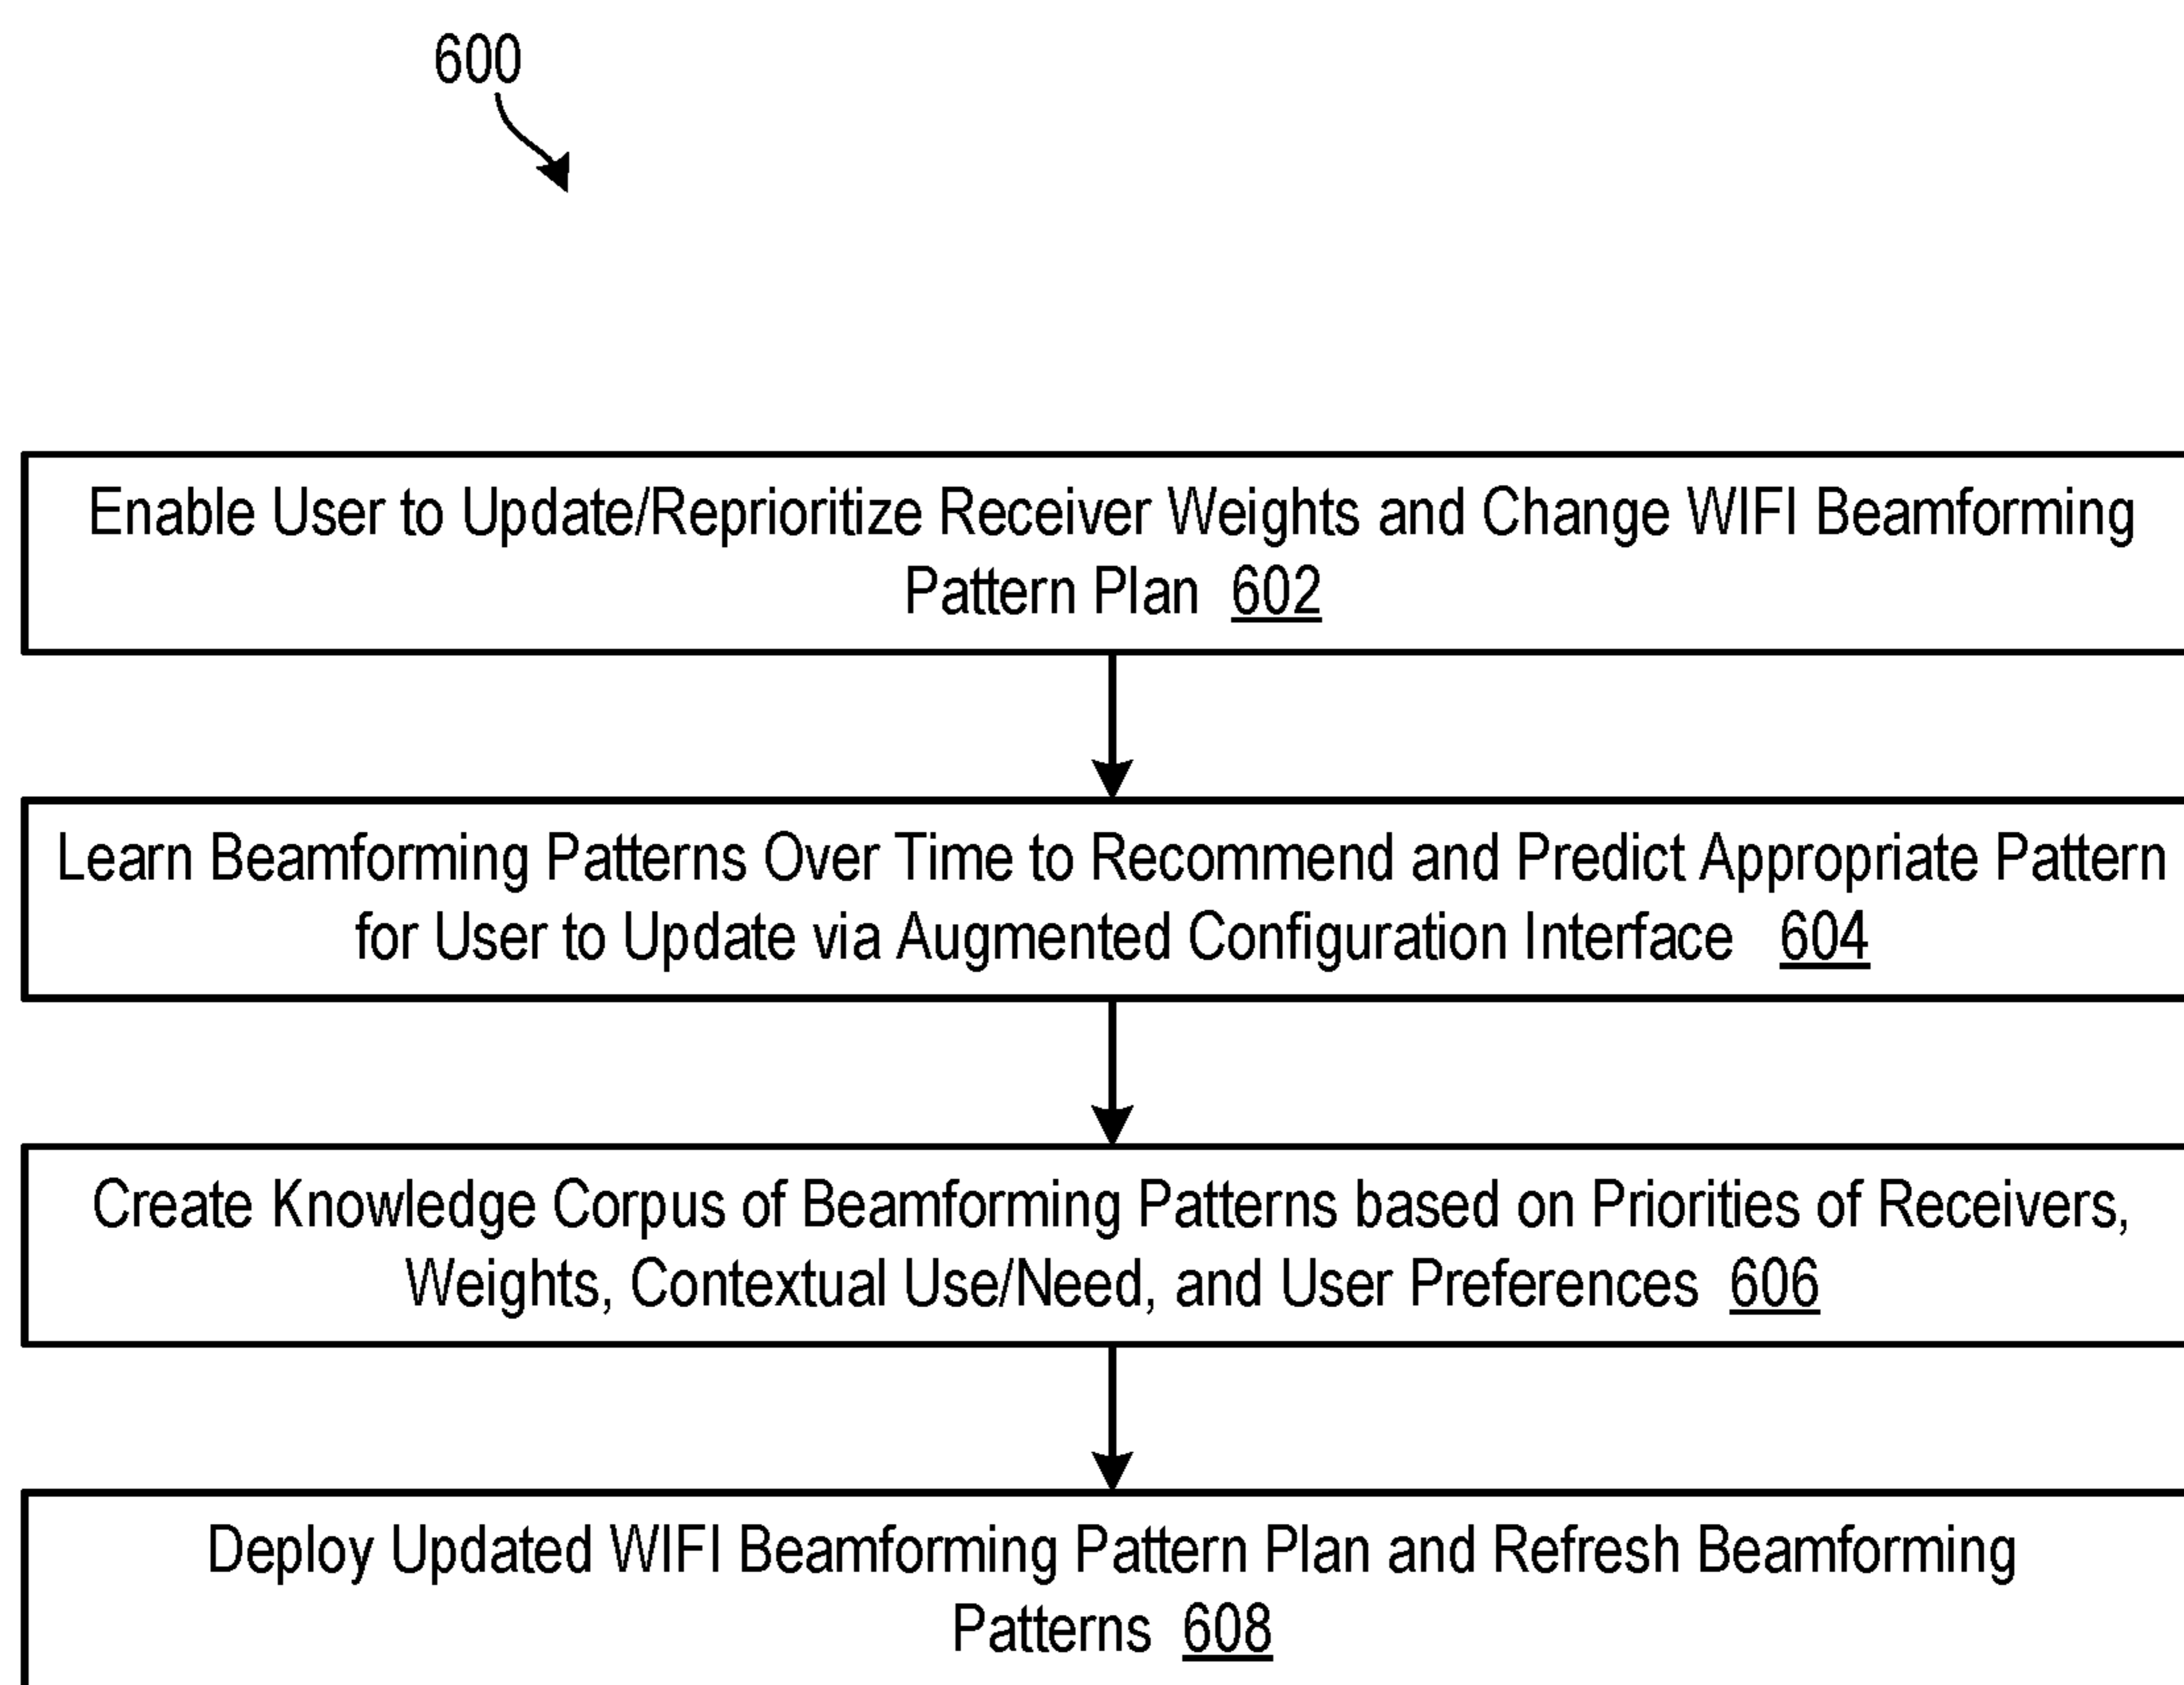 600
Enable User to Update/Reprioritize Receiver Weights and Change WIFI Beamforming
Pattern Plan 602
Learn Beamforming Patterns Over Time to Recommend and Predict Appropriate Pattern
for User to Update via Augmented Configuration Interface 604
Create Knowledge Corpus of Beamforming Patterns based on Priorities of Receivers,
Weights, Contextual Use/Need, and User Preferences 606
Deploy Updated WIFI Beamforming Pattern Plan and Refresh Beamforming
Patterns 608